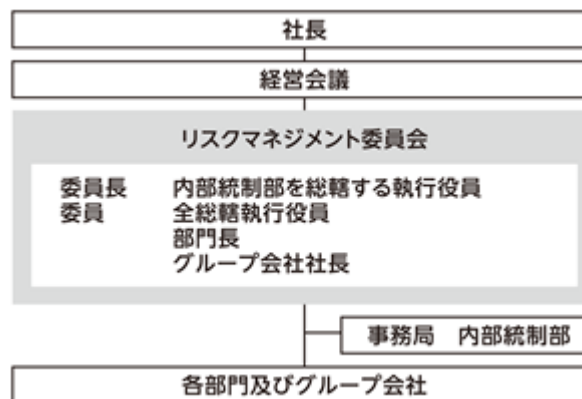 社長
経営会議
リスクマネジメント委員会
委員長 内部統制部を総轄する執行役員
委員 全総轄執行役員
部門長
グループ会社社長
事務局 内部統制部
各部門及びグループ会社